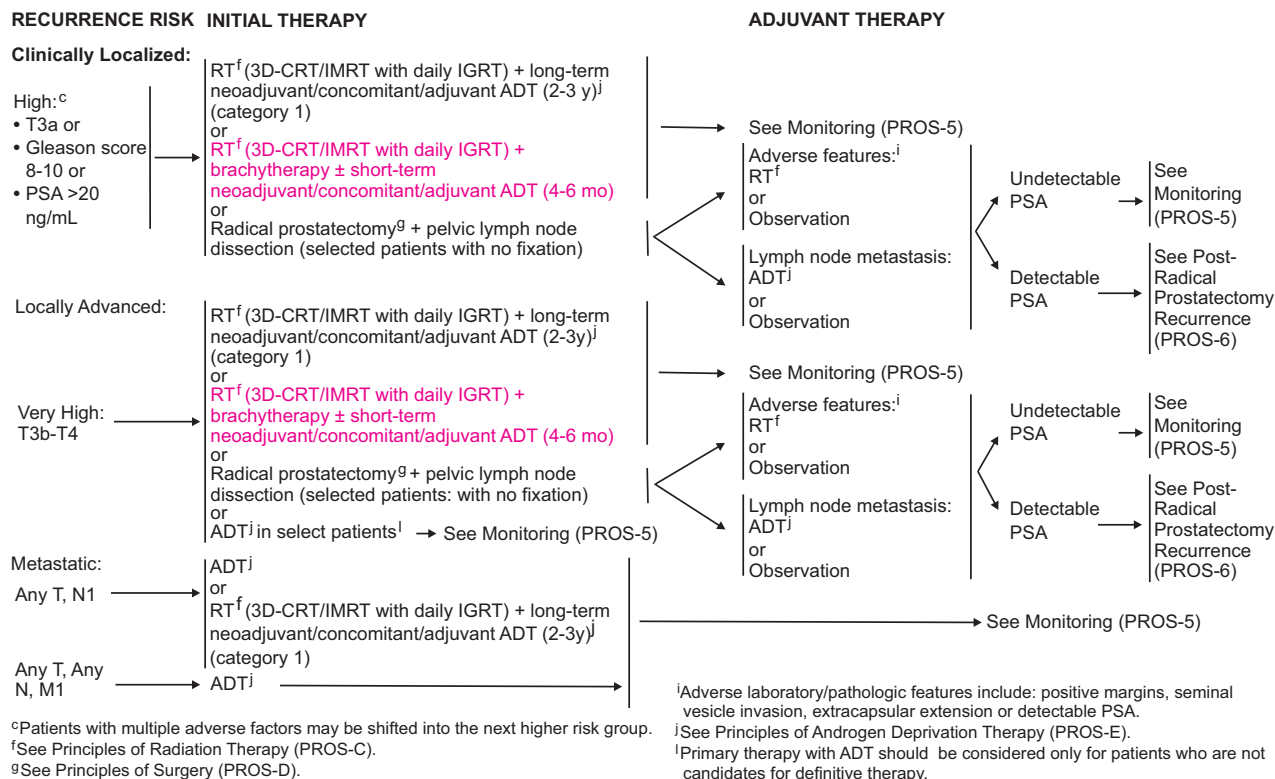 RECURRENCE RISK INITIAL THERAPY ADJUVANT THERAPY
Clinically Localized:
High:c
• T3a or
• Gleason score
8-10 or
• PSA >20
ng/mL
RTf (3D-CRT/IMRT with daily IGRT) + long-term
neoadjuvant/concomitant/adjuvant ADT (2-3 y)j
(category 1)
or
RTf (3D-CRT/IMRT with daily IGRT) +
brachytherapy ± short-term
neoadjuvant/concomitant/adjuvant ADT (4-6 mo)
or
Radical prostatectomyg + pelvic lymph node
dissection (selected patients with no fixation)
See Monitoring (PROS-5)
Adverse features:i
RTf
or
Observation
Lymph node metastasis:
ADTj
or
Observation
Undetectable
PSA
See
Monitoring
(PROS-5)
Detectable
PSA
See Post-
Radical
Prostatectomy
Recurrence
(PROS-6)
Locally Advanced:
Very High:
T3b-T4
RTf (3D-CRT/IMRT with daily IGRT) + long-term
neoadjuvant/concomitant/adjuvant ADT (2-3y)j
(category 1)
or
RTf (3D-CRT/IMRT with daily IGRT) +
brachytherapy ± short-term
neoadjuvant/concomitant/adjuvant ADT (4-6 mo)
or
Radical prostatectomyg + pelvic lymph node
dissection (selected patients: with no fixation)
or
ADTj in select patientsl See Monitoring (PROS-5)
See Monitoring (PROS-5)
Adverse features:i
RTf
or
Observation
Lymph node metastasis:
ADTj
or
Observation
Undetectable
PSA
See
Monitoring
(PROS-5)
Detectable
PSA
See Post-
Radical
Prostatectomy
Recurrence
(PROS-6)
Metastatic:
Any T, N1
ADTj
or
RTf (3D-CRT/IMRT with daily IGRT) + long-term
neoadjuvant/concomitant/adjuvant ADT (2-3y)j
(category 1)
See Monitoring (PROS-5)
Any T, Any
N, M1
ADTj
cPatients with multiple adverse factors may be shifted into the next higher risk group.
fSee Principles of Radiation Therapy (PROS-C).
gSee Principles of Surgery (PROS-D).
iAdverse laboratory/pathologic features include: positive margins, seminal
vesicle invasion, extracapsular extension or detectable PSA.
jSee Principles of Androgen Deprivation Therapy (PROS-E).
lPrimary therapy with ADT should be considered only for patients who are not
candidates for definitive therapy.